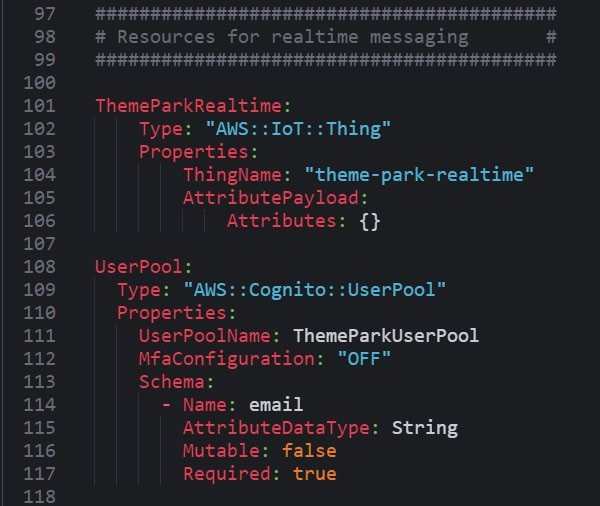 97 ##########################################
98 # Resources for realtime messaging       #
99 ##########################################
100
101 ThemeParkRealtime:
102     Type: "AWS::IoT::Thing"
103     Properties:
104         ThingName: "theme-park-realtime"
105         AttributePayload:
106             Attributes: {}
107
108 UserPool:
109   Type: "AWS::Cognito::UserPool"
110   Properties:
111     UserPoolName: ThemeParkUserPool
112     MfaConfiguration: "OFF"
113     Schema:
114       - Name: email
115         AttributeDataType: String
116         Mutable: false
117         Required: true
118